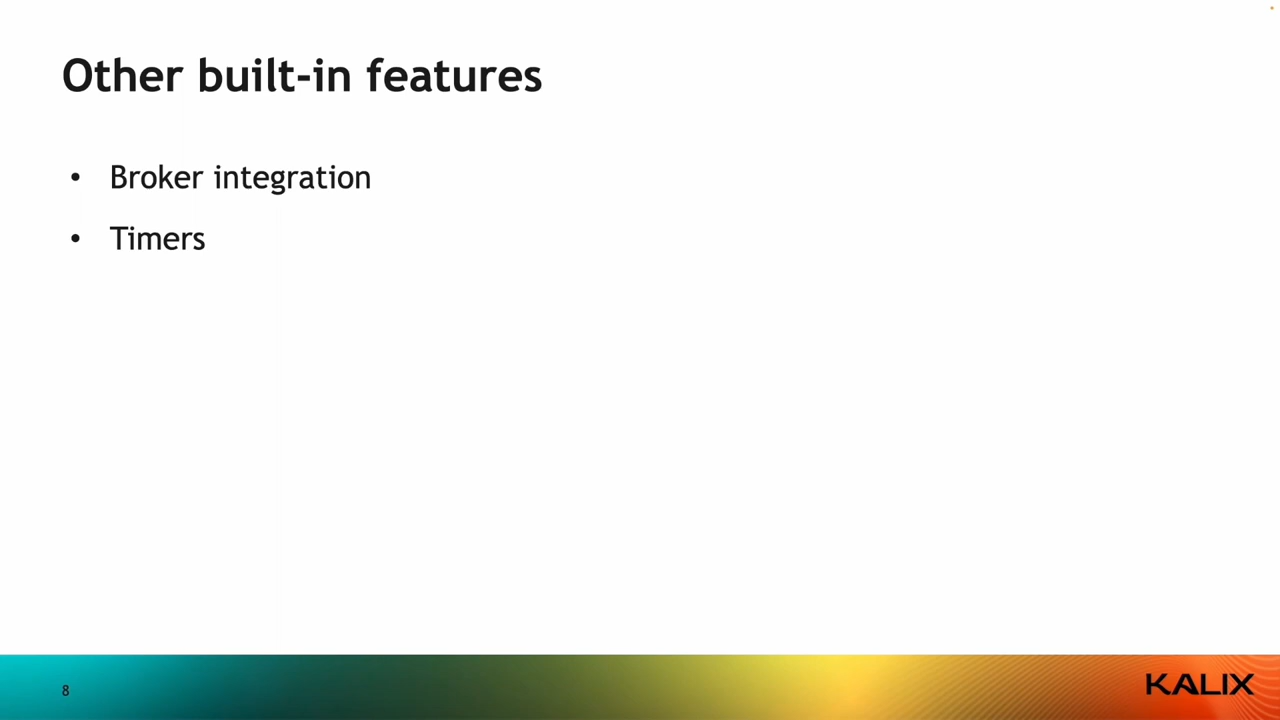 Other built-in features
• Broker integration
• Timers
8
KALIX